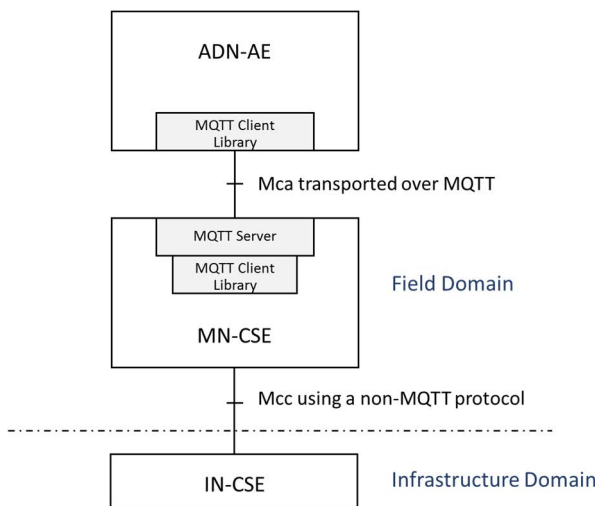 ADN-AE
MQTT Client
Library
Mca transported over MQTT
MQTT Server
MQTT Client
Library
Field Domain
MN-CSE
Mcc using a non-MQTT protocol
IN-CSE
Infrastructure Domain